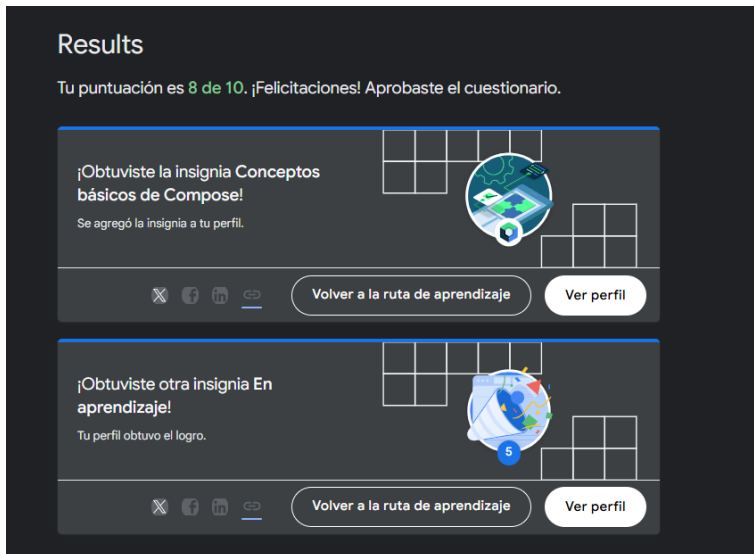 Results
Tu puntuación es 8 de 10. ¡Felicitaciones! Aprobaste el cuestionario.
¡Obtuviste la insignia Conceptos
básicos de Compose!
Se agregó la insignia a tu perfil.
Volver a la ruta de aprendizaje
Ver perfil
¡Obtuviste otra insignia En
aprendizaje!
Tu perfil obtuvo el logro.
5
Volver a la ruta de aprendizaje
Ver perfil